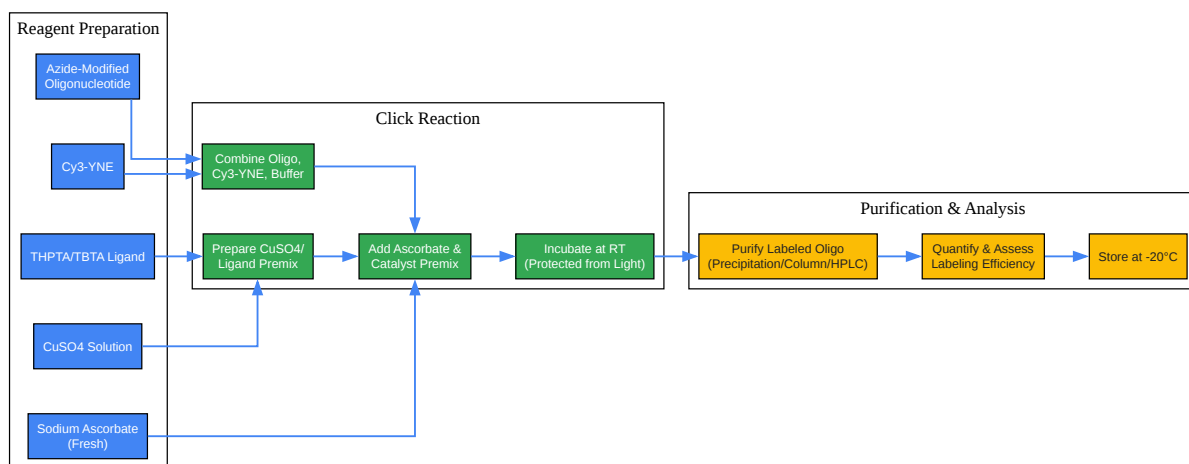 Reagent Preparation
Azide-Modified
Oligonucleotide
Cy3-YNE
THPTA/TBTA Ligand
CuSO4 Solution
Sodium Ascorbate
(Fresh)
Click Reaction
Combine Oligo,
Cy3-YNE, Buffer
Prepare CuSO4/
Ligand Premix
Add Ascorbate &
Catalyst Premix
Incubate at RT
(Protected from Light)
Purification & Analysis
Purify Labeled Oligo
(Precipitation/Column/HPLC)
Quantify & Assess
Labeling Efficiency
Store at -20°C